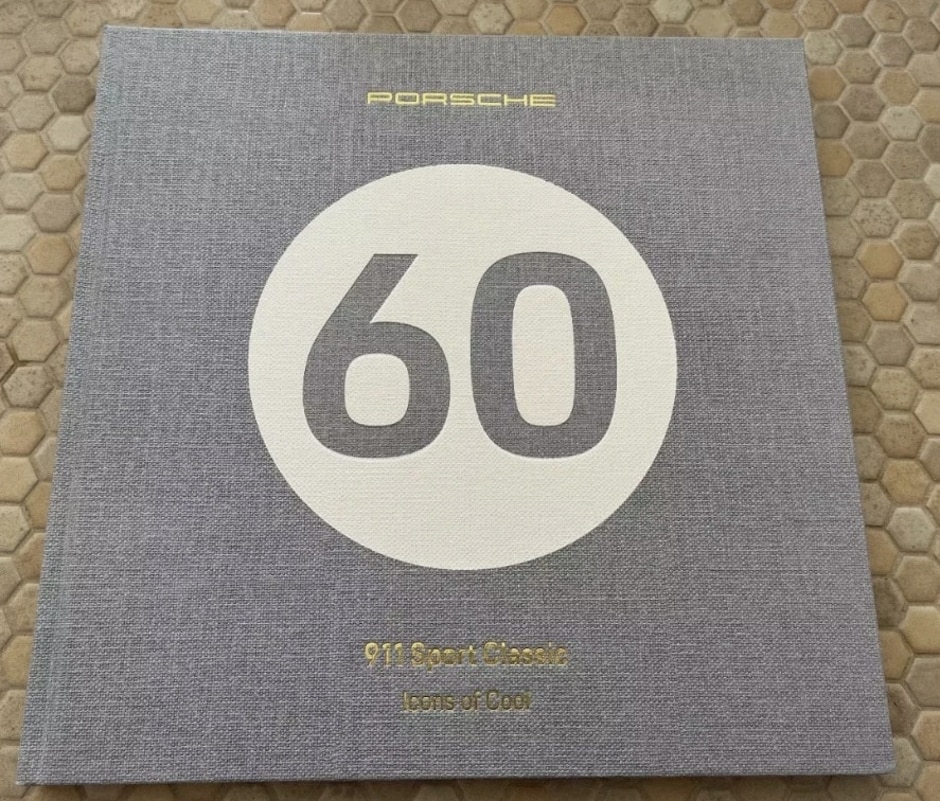 PORSCHE
60
911 Sport Classic
Icons of Cool